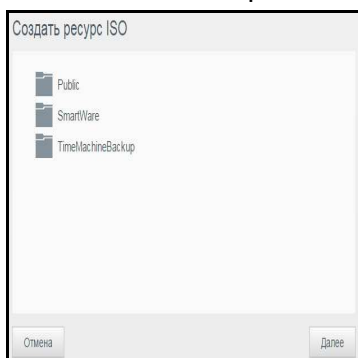 Создать ресурс ISO
Public
SmartWare
TimeMachineBackup
Отмена
Далее